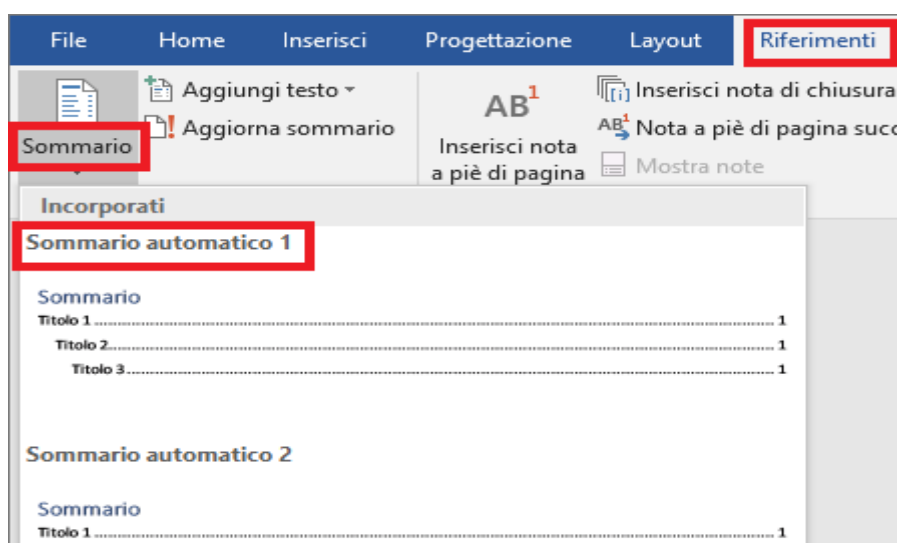 File Home Inserisci Progettazione Layout Riferimenti
Sommario
Aggiungi testo
Aggiorna sommario
AB1
Inserisci nota
a piè di pagina
[i] Inserisci nota di chiusura
AB1 Nota a piè di pagina succ
Mostra note
Incorporati
Sommario automatico 1
Sommario
Titolo 1 1
Titolo 2 1
Titolo 3 1
Sommario automatico 2
Sommario
Titolo 1 1